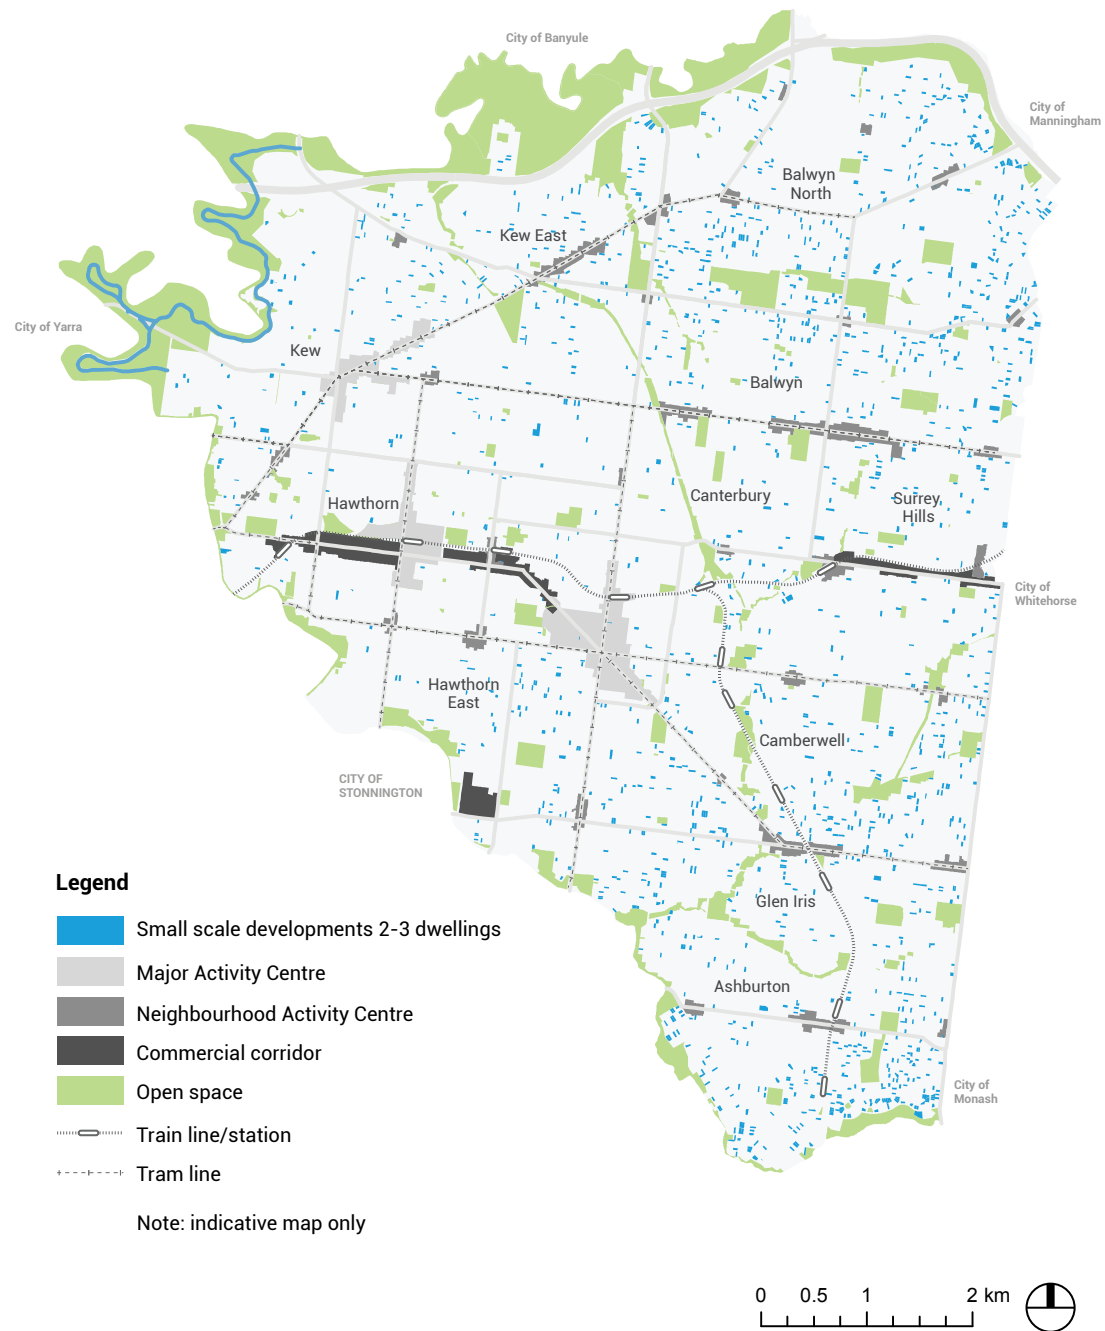 City of Banyule
City of
Manningham
Balwyn
North
Kew East
City of Yarra
Kew
Balwyn
Canterbury
Surrey
Hills
Hawthorn
City of
Whitehorse
Hawthorn
East
Camberwell
CITY OF
STONNINGTON
Glen Iris
Ashburton
City of
Monash
Legend
Small scale developments 2-3 dwellings
Major Activity Centre
Neighbourhood Activity Centre
Commercial corridor
Open space
Train line/station
Tram line
Note: indicative map only
0 0.5 1 2 km